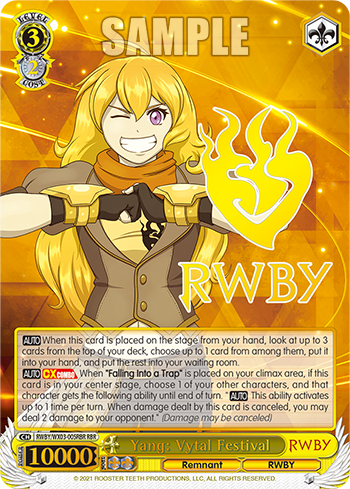 LEVEL
3
2
COST
SAMPLE
RWBY
AUTO When this card is placed on the stage from your hand, look at up to 3
cards from the top of your deck, choose up to 1 card from among them, put it
into your hand, and put the rest into your waiting room.
AUTO CX COMBO When "Falling Into a Trap" is placed on your climax area, if this
card is in your center stage, choose 1 of your other characters, and that
character gets the following ability until end of turn. "AUTO This ability activates
up to 1 time per turn. When damage dealt by this card is canceled, you may
deal 2 damage to your opponent." (Damage may be canceled)
CH RWBY/WX03-005RBR RBR
Yang: Vytal Festival RWBY
POWER 10000 Remnant RWBY
© 2021 ROOSTER TEETH PRODUCTIONS, LLC, ALL RIGHTS RESERVED.